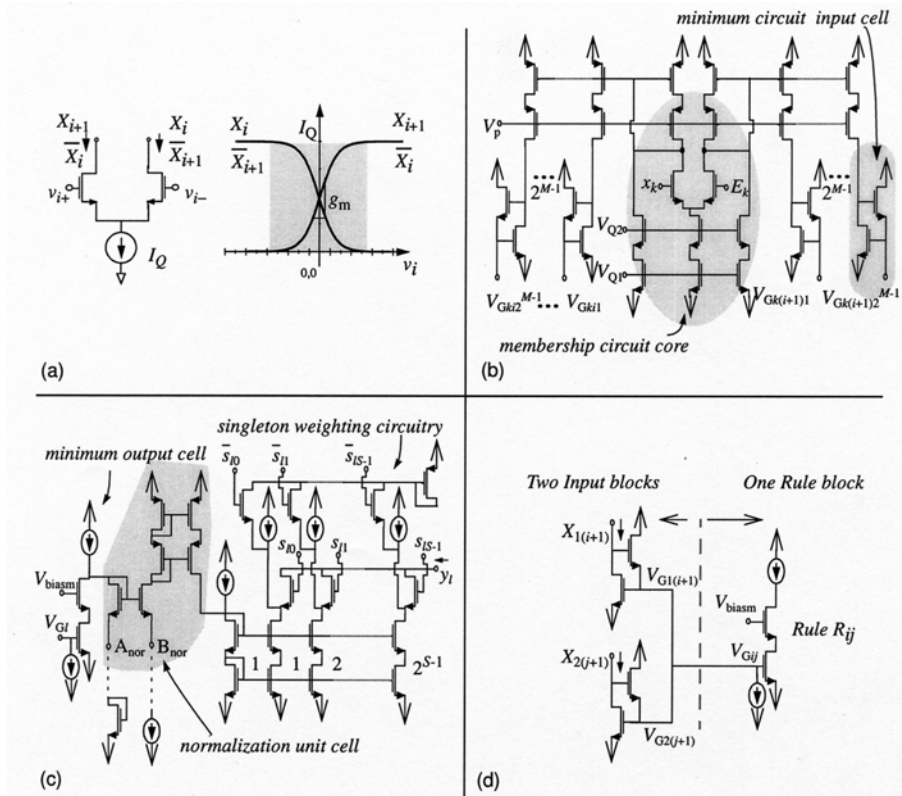 X_{i+1} X_i
\overline{X_i} \overline{X_{i+1}}
v_{i+} v_{i-}
I_Q
X_i I_Q X_{i+1}
\overline{X_{i+1}} \overline{X_i}
g_m
0,0 v_i
(a)
minimum circuit input cell
V_p
2^{M-1} x_k E_k 2^{M-1}
V_{Q2}
V_{Q1}
V_{Gki2^{M-1}} ... V_{Gki1} V_{Gk(i+1)1} V_{Gk(i+1)2^{M-1}}
membership circuit core
(b)
singleton weighting circuitry
minimum output cell
\overline{s}_{l0} \overline{s}_{l1} \overline{s}_{lS-1}
s_{l0} s_{l1} s_{lS-1}
y_l
V_{biasm}
V_{Gl} A_{nor} B_{nor}
1 1 2 2^{S-1}
normalization unit cell
(c)
Two Input blocks One Rule block
X_{1(i+1)}
V_{G1(i+1)}
V_{biasm}
Rule R_{ij}
X_{2(j+1)} V_{Gij}
V_{G2(j+1)}
(d)